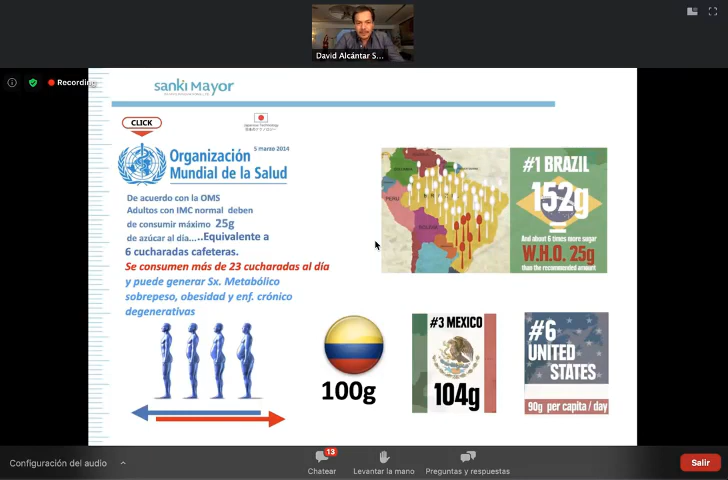 David Alcántar S...
Recording
sanki Mayor
CLICK
5 marzo 2014
Organización
Mundial de la Salud
De acuerdo con la OMS
Adultos con IMC normal deben
de consumir máximo 25g
de azúcar al día.....Equivalente a
6 cucharadas cafeteras.
Se consumen más de 23 cucharadas al día
y puede generar Sx. Metabólico
sobrepeso, obesidad y enf. crónico
degenerativas
PERU
#1 BRAZIL
152g
And about 6 times more sugar
W.H.O. 25g
than the recommended amount
100g
#3 MEXICO
104g
#6
UNITED
STATES
90g per capita / day
Configuración del audio
13
Chatear
Levantar la mano
Preguntas y respuestas
Salir